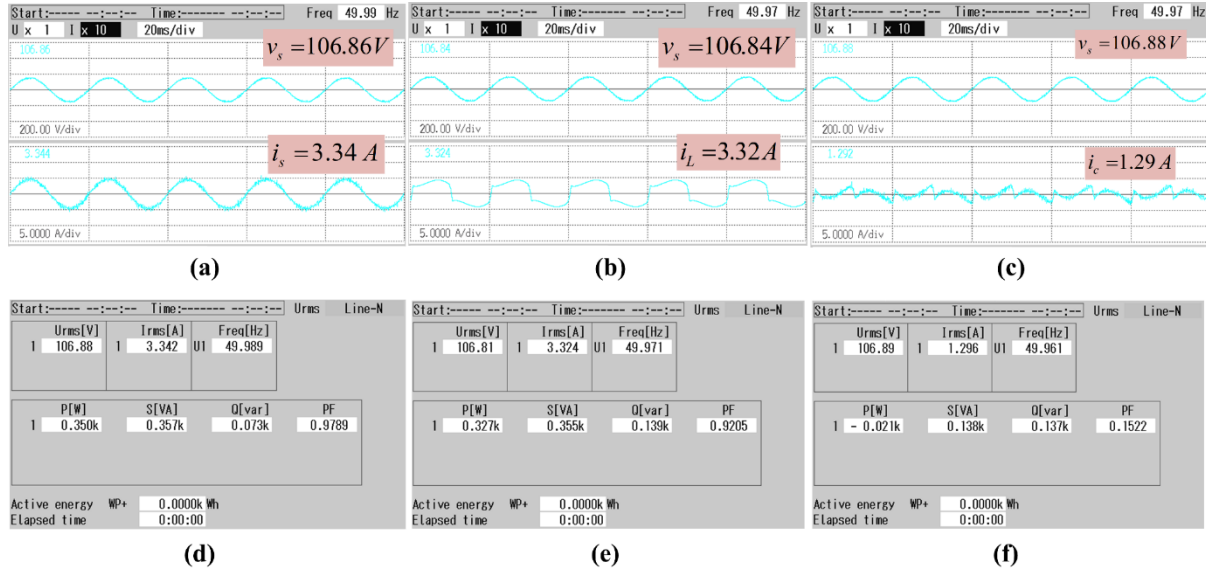 Start:----- --:--:-- Time:------- --:--:-- Freq 49.99 Hz
U x 1 I x 10 20ms/div
106.86
v_s =106.86V
200.00 V/div
3.344
i_s =3.34 A
5.0000 A/div
(a)
Start:----- --:--:-- Time:------- --:--:-- Freq 49.97 Hz
U x 1 I x 10 20ms/div
106.84
v_s =106.84V
200.00 V/div
3.324
i_L =3.32A
5.0000 A/div
(b)
Start:----- --:--:-- Time:------- --:--:-- Freq 49.97 Hz
U x 1 I x 10 20ms/div
106.88
v_s =106.88V
200.00 V/div
1.292
i_c =1.29 A
5.0000 A/div
(c)
Start:----- --:--:-- Time:------- --:--:-- Urms Line-N
Urms[V] Irms[A] Freq[Hz]
1 106.88 1 3.342 U1 49.989
P[W] S[VA] Q[var] PF
1 0.350k 0.357k 0.073k 0.9789
Active energy WP+ 0.0000k Wh
Elapsed time 0:00:00
(d)
Start:----- --:--:-- Time:------- --:--:-- Urms Line-N
Urms[V] Irms[A] Freq[Hz]
1 106.81 1 3.324 U1 49.971
P[W] S[VA] Q[var] PF
1 0.327k 0.355k 0.139k 0.9205
Active energy WP+ 0.0000k Wh
Elapsed time 0:00:00
(e)
Start:----- --:--:-- Time:------- --:--:-- Urms Line-N
Urms[V] Irms[A] Freq[Hz]
1 106.89 1 1.296 U1 49.961
P[W] S[VA] Q[var] PF
1 - 0.021k 0.138k 0.137k 0.1522
Active energy WP+ 0.0000k Wh
Elapsed time 0:00:00
(f)